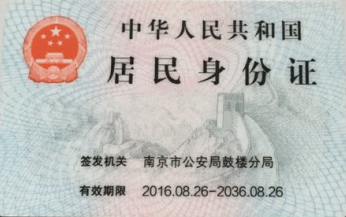 中华人民共和国
居民身份证
签发机关 南京市公安局鼓楼分局
有效期限 2016.08.26-2036.08.26